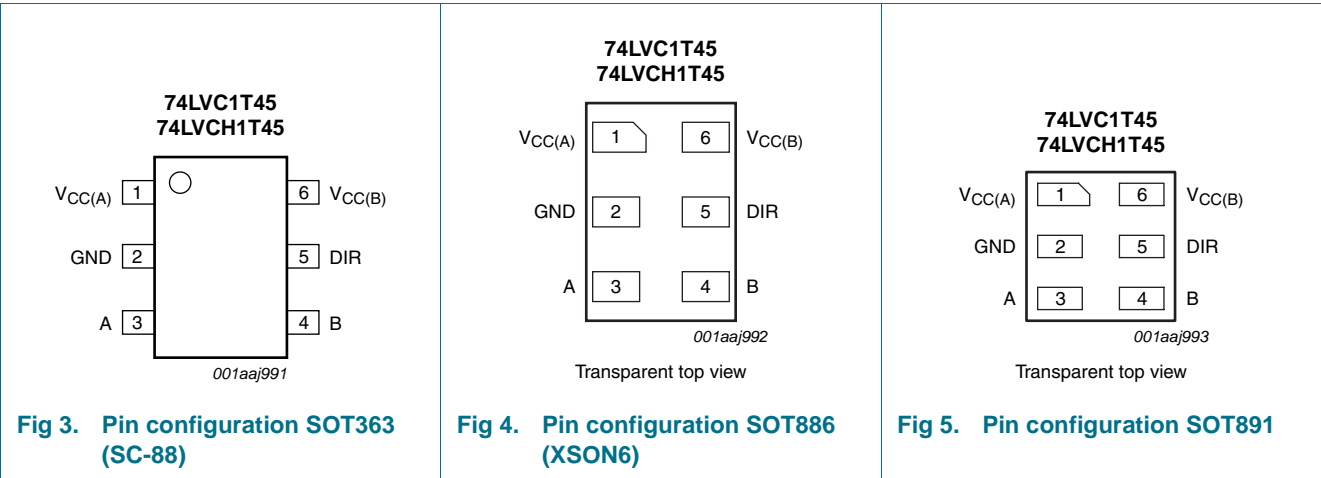 74LVC1T45
74LVCH1T45
VCC(A) 1 6 VCC(B)
GND 2 5 DIR
A 3 4 B
001aaj991
Fig 3. Pin configuration SOT363
(SC-88)
74LVC1T45
74LVCH1T45
VCC(A) 1 6 VCC(B)
GND 2 5 DIR
A 3 4 B
001aaj992
Transparent top view
Fig 4. Pin configuration SOT886
(XSON6)
74LVC1T45
74LVCH1T45
VCC(A) 1 6 VCC(B)
GND 2 5 DIR
A 3 4 B
001aaj993
Transparent top view
Fig 5. Pin configuration SOT891